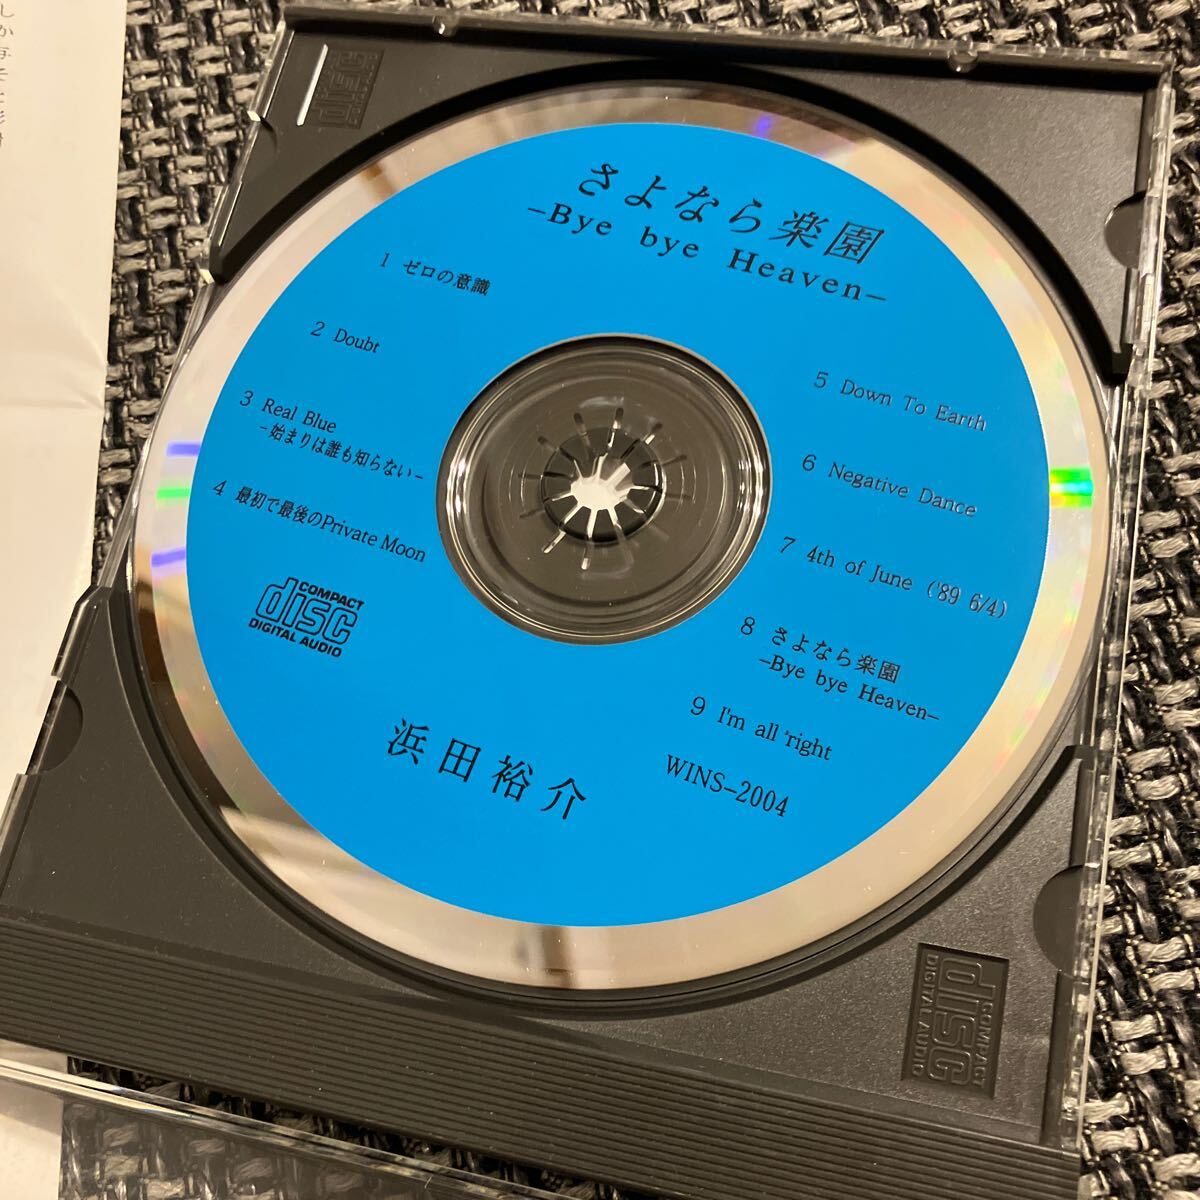 さよなら楽園
-Bye bye Heaven-
1 ゼロの意識
2 Doubt
3 Real Blue
-始まりは誰も知らない-
4 最初で最後のPrivate Moon
5 Down To Earth
6 Negative Dance
7 4th of June ('89 6/4)
8 さよなら楽園
-Bye bye Heaven-
9 I'm all 'right
WINS-2004
COMPACT
disc
DIGITAL AUDIO
浜田裕介
COMPACT
disc
DIGITAL AUDIO